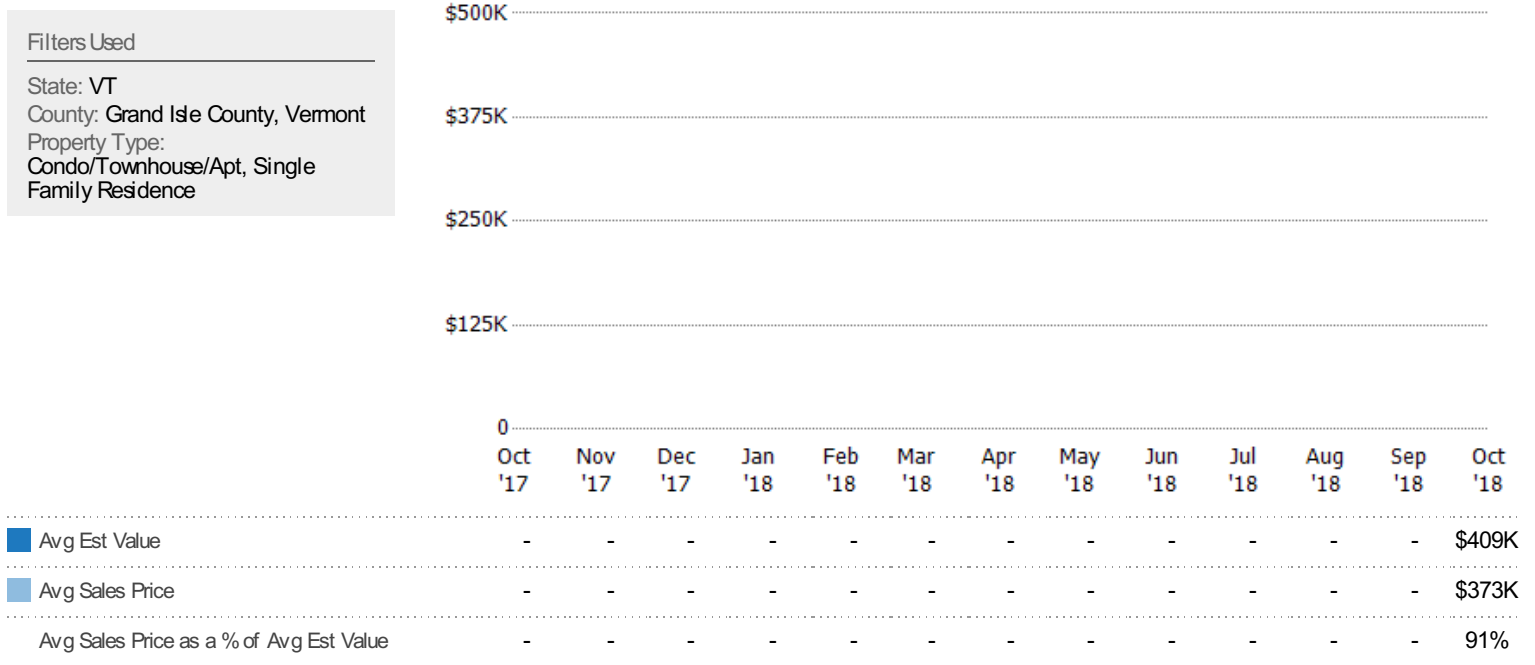 Filters Used
State: VT
County: Grand Isle County, Vermont
Property Type:
Condo/Townhouse/Apt, Single
Family Residence
$500K
$375K
$250K
$125K
0
Oct Nov Dec Jan Feb Mar Apr May Jun Jul Aug Sep Oct
'17 '17 '17 '18 '18 '18 '18 '18 '18 '18 '18 '18 '18
Avg Est Value - - - - - - - - - - - - $409K
Avg Sales Price - - - - - - - - - - - - $373K
Avg Sales Price as a % of Avg Est Value - - - - - - - - - - - - 91%